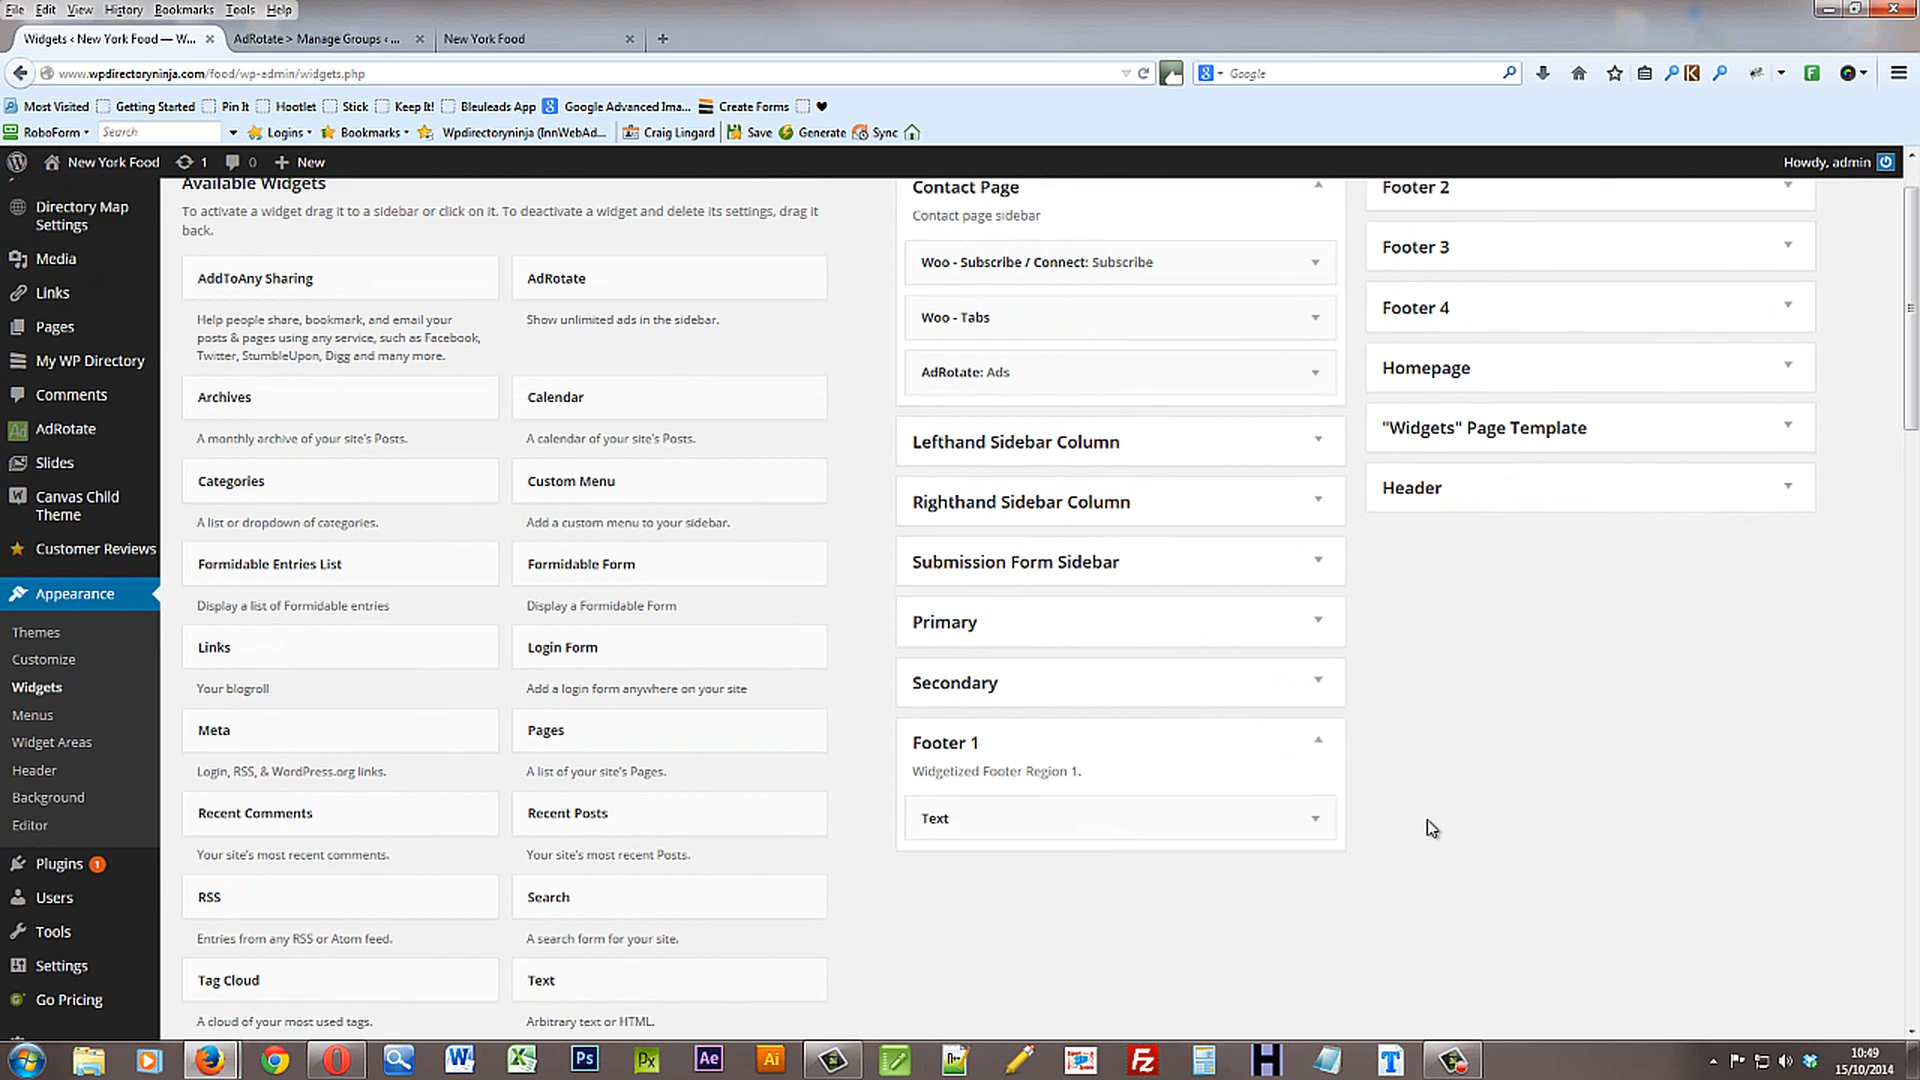 File Edit View History Bookmarks Tools Help
Widgets ‹ New York Food — W...
AdRotate > Manage Groups ‹ ...
New York Food
www.wpdirectoryninja.com/food/wp-admin/widgets.php
Google
Most Visited Getting Started Pin It Hootlet Stick Keep It! Bleuleads App Google Advanced Ima... Create Forms
RoboForm Search Logins Bookmarks Wpdirectoryninja (InnWebAd... Craig Lingard Save Generate Sync
New York Food 1 0 New
Howdy, admin
Directory Map
Settings
Media
Links
Pages
My WP Directory
Comments
AdRotate
Slides
Canvas Child
Theme
Customer Reviews
Appearance
Themes
Customize
Widgets
Menus
Widget Areas
Header
Background
Editor
Plugins 1
Users
Tools
Settings
Go Pricing
Available Widgets
To activate a widget drag it to a sidebar or click on it. To deactivate a widget and delete its settings, drag it
back.
AddToAny Sharing
Help people share, bookmark, and email your
posts & pages using any service, such as Facebook,
Twitter, StumbleUpon, Digg and many more.
AdRotate
Show unlimited ads in the sidebar.
Archives
A monthly archive of your site's Posts.
Calendar
A calendar of your site's Posts.
Categories
A list or dropdown of categories.
Custom Menu
Add a custom menu to your sidebar.
Formidable Entries List
Display a list of Formidable entries
Formidable Form
Display a Formidable Form
Links
Your blogroll
Login Form
Add a login form anywhere on your site
Meta
Login, RSS, & WordPress.org links.
Pages
A list of your site's Pages.
Recent Comments
Your site's most recent comments.
Recent Posts
Your site's most recent Posts.
RSS
Entries from any RSS or Atom feed.
Search
A search form for your site.
Tag Cloud
A cloud of your most used tags.
Text
Arbitrary text or HTML.
Contact Page
Contact page sidebar
Woo - Subscribe / Connect: Subscribe
Woo - Tabs
AdRotate: Ads
Lefthand Sidebar Column
Righthand Sidebar Column
Submission Form Sidebar
Primary
Secondary
Footer 1
Widgetized Footer Region 1.
Text
Footer 2
Footer 3
Footer 4
Homepage
"Widgets" Page Template
Header
10:49
15/10/2014